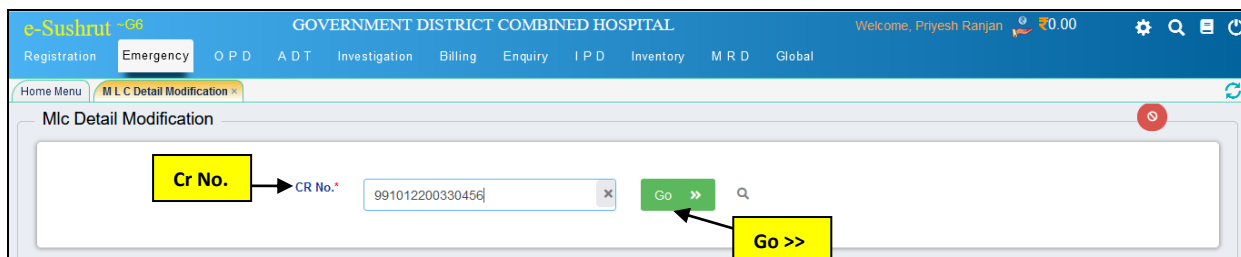 e-Sushrut ~G6 GOVERNMENT DISTRICT COMBINED HOSPITAL Welcome, Priyesh Ranjan ₹0.00
Registration Emergency O P D A D T Investigation Billing Enquiry I P D Inventory M R D Global
Home Menu M L C Detail Modification ×
Mlc Detail Modification
Cr No. CR No.* 991012200330456 × Go »
Go >>